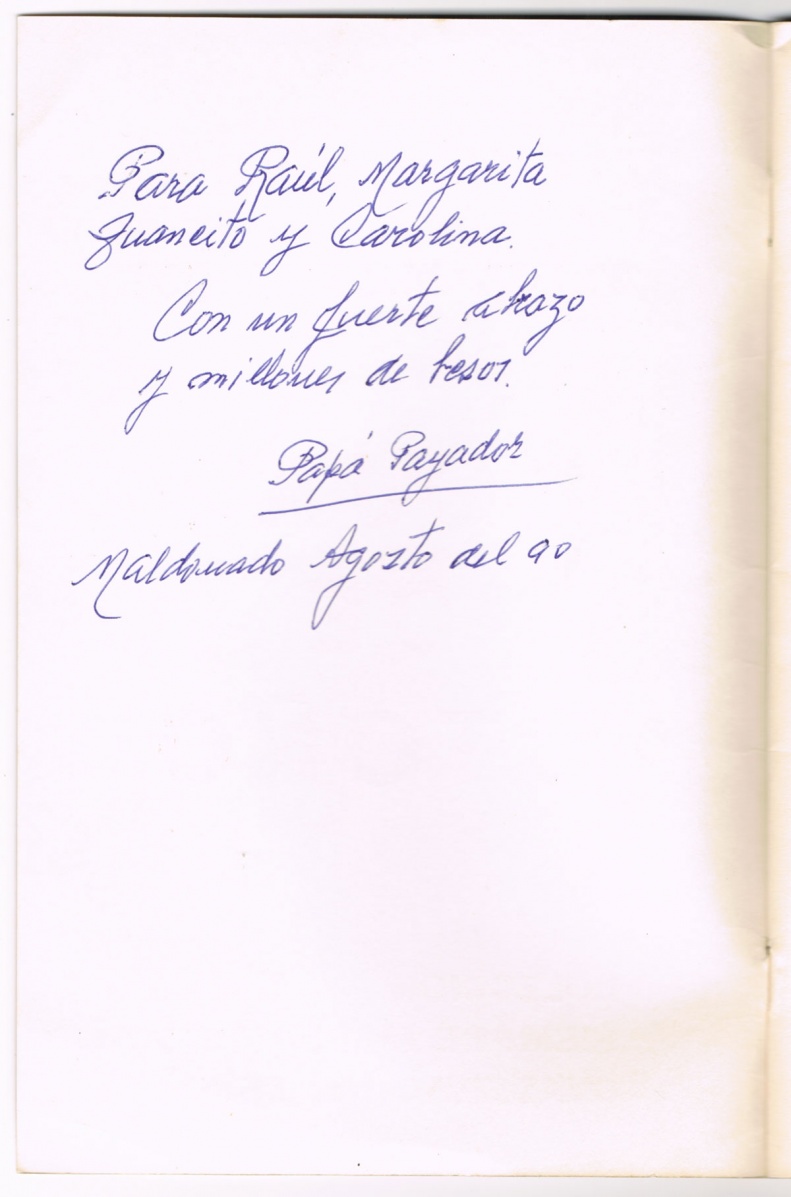 Para Raúl, Margarita
Juancito y Carolina.
Con un fuerte abrazo
y millones de besos.
Papá Payador
Maldonado Agosto del 90